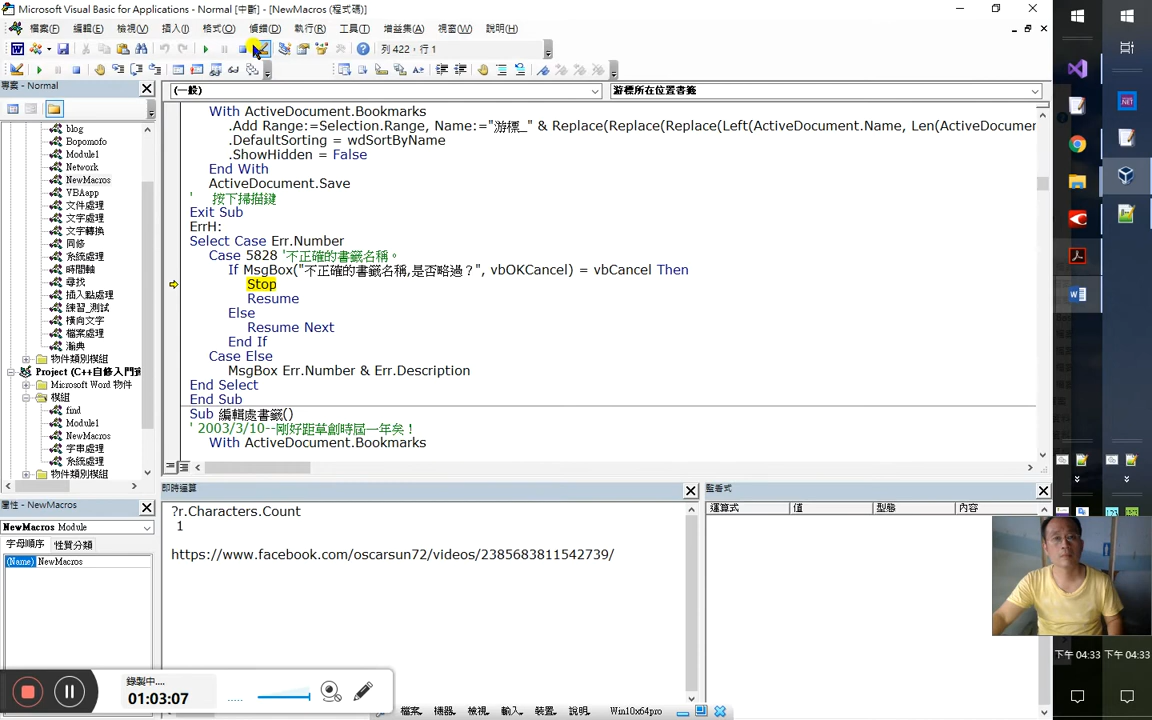 Microsoft Visual Basic for Applications - Normal [中斷] - [NewMacros (程式碼)]
檔案(F) 編輯(E) 檢視(V) 插入(I) 格式(O) 偵錯(D) 執行(R) 工具(T) 增益集(A) 視窗(W) 說明(H)
列 422，行 1
專案 - Normal
(一般)
游標所在位置書籤
blog
Bopomofo
Module1
Network
NewMacros
VBAapp
文件處理
文字處理
文字轉換
同修
系統處理
時間軸
尋找
插入點處理
練習_測試
橫向文字
檔案處理
瀚典
物件類別模組
Project (C++自修入門資
Microsoft Word 物件
模組
find
Module1
NewMacros
字串處理
系統處理
物件類別模組
With ActiveDocument.Bookmarks
.Add Range:=Selection.Range, Name:="游標_" & Replace(Replace(Replace(Left(ActiveDocument.Name, Len(ActiveDocumer
.DefaultSorting = wdSortByName
.ShowHidden = False
End With
ActiveDocument.Save
' 按下掃描鍵
Exit Sub
ErrH:
Select Case Err.Number
Case 5828 '不正確的書籤名稱。
If MsgBox("不正確的書籤名稱,是否略過？", vbOKCancel) = vbCancel Then
Stop
Resume
Else
Resume Next
End If
Case Else
MsgBox Err.Number & Err.Description
End Select
End Sub
Sub 編輯處書籤()
' 2003/3/10--剛好距草創時屆一年矣！
With ActiveDocument.Bookmarks
屬性 - NewMacros
NewMacros Module
字母順序 性質分類
(Name) NewMacros
即時運算
?r.Characters.Count
1
https://www.facebook.com/oscarsun72/videos/2385683811542739/
監看式
運算式 值 型態 內容
錄製中....
01:03:07
檔案 機器 檢視 輸入 裝置 說明 Win10x64pro
下午 04:33 下午 04:33